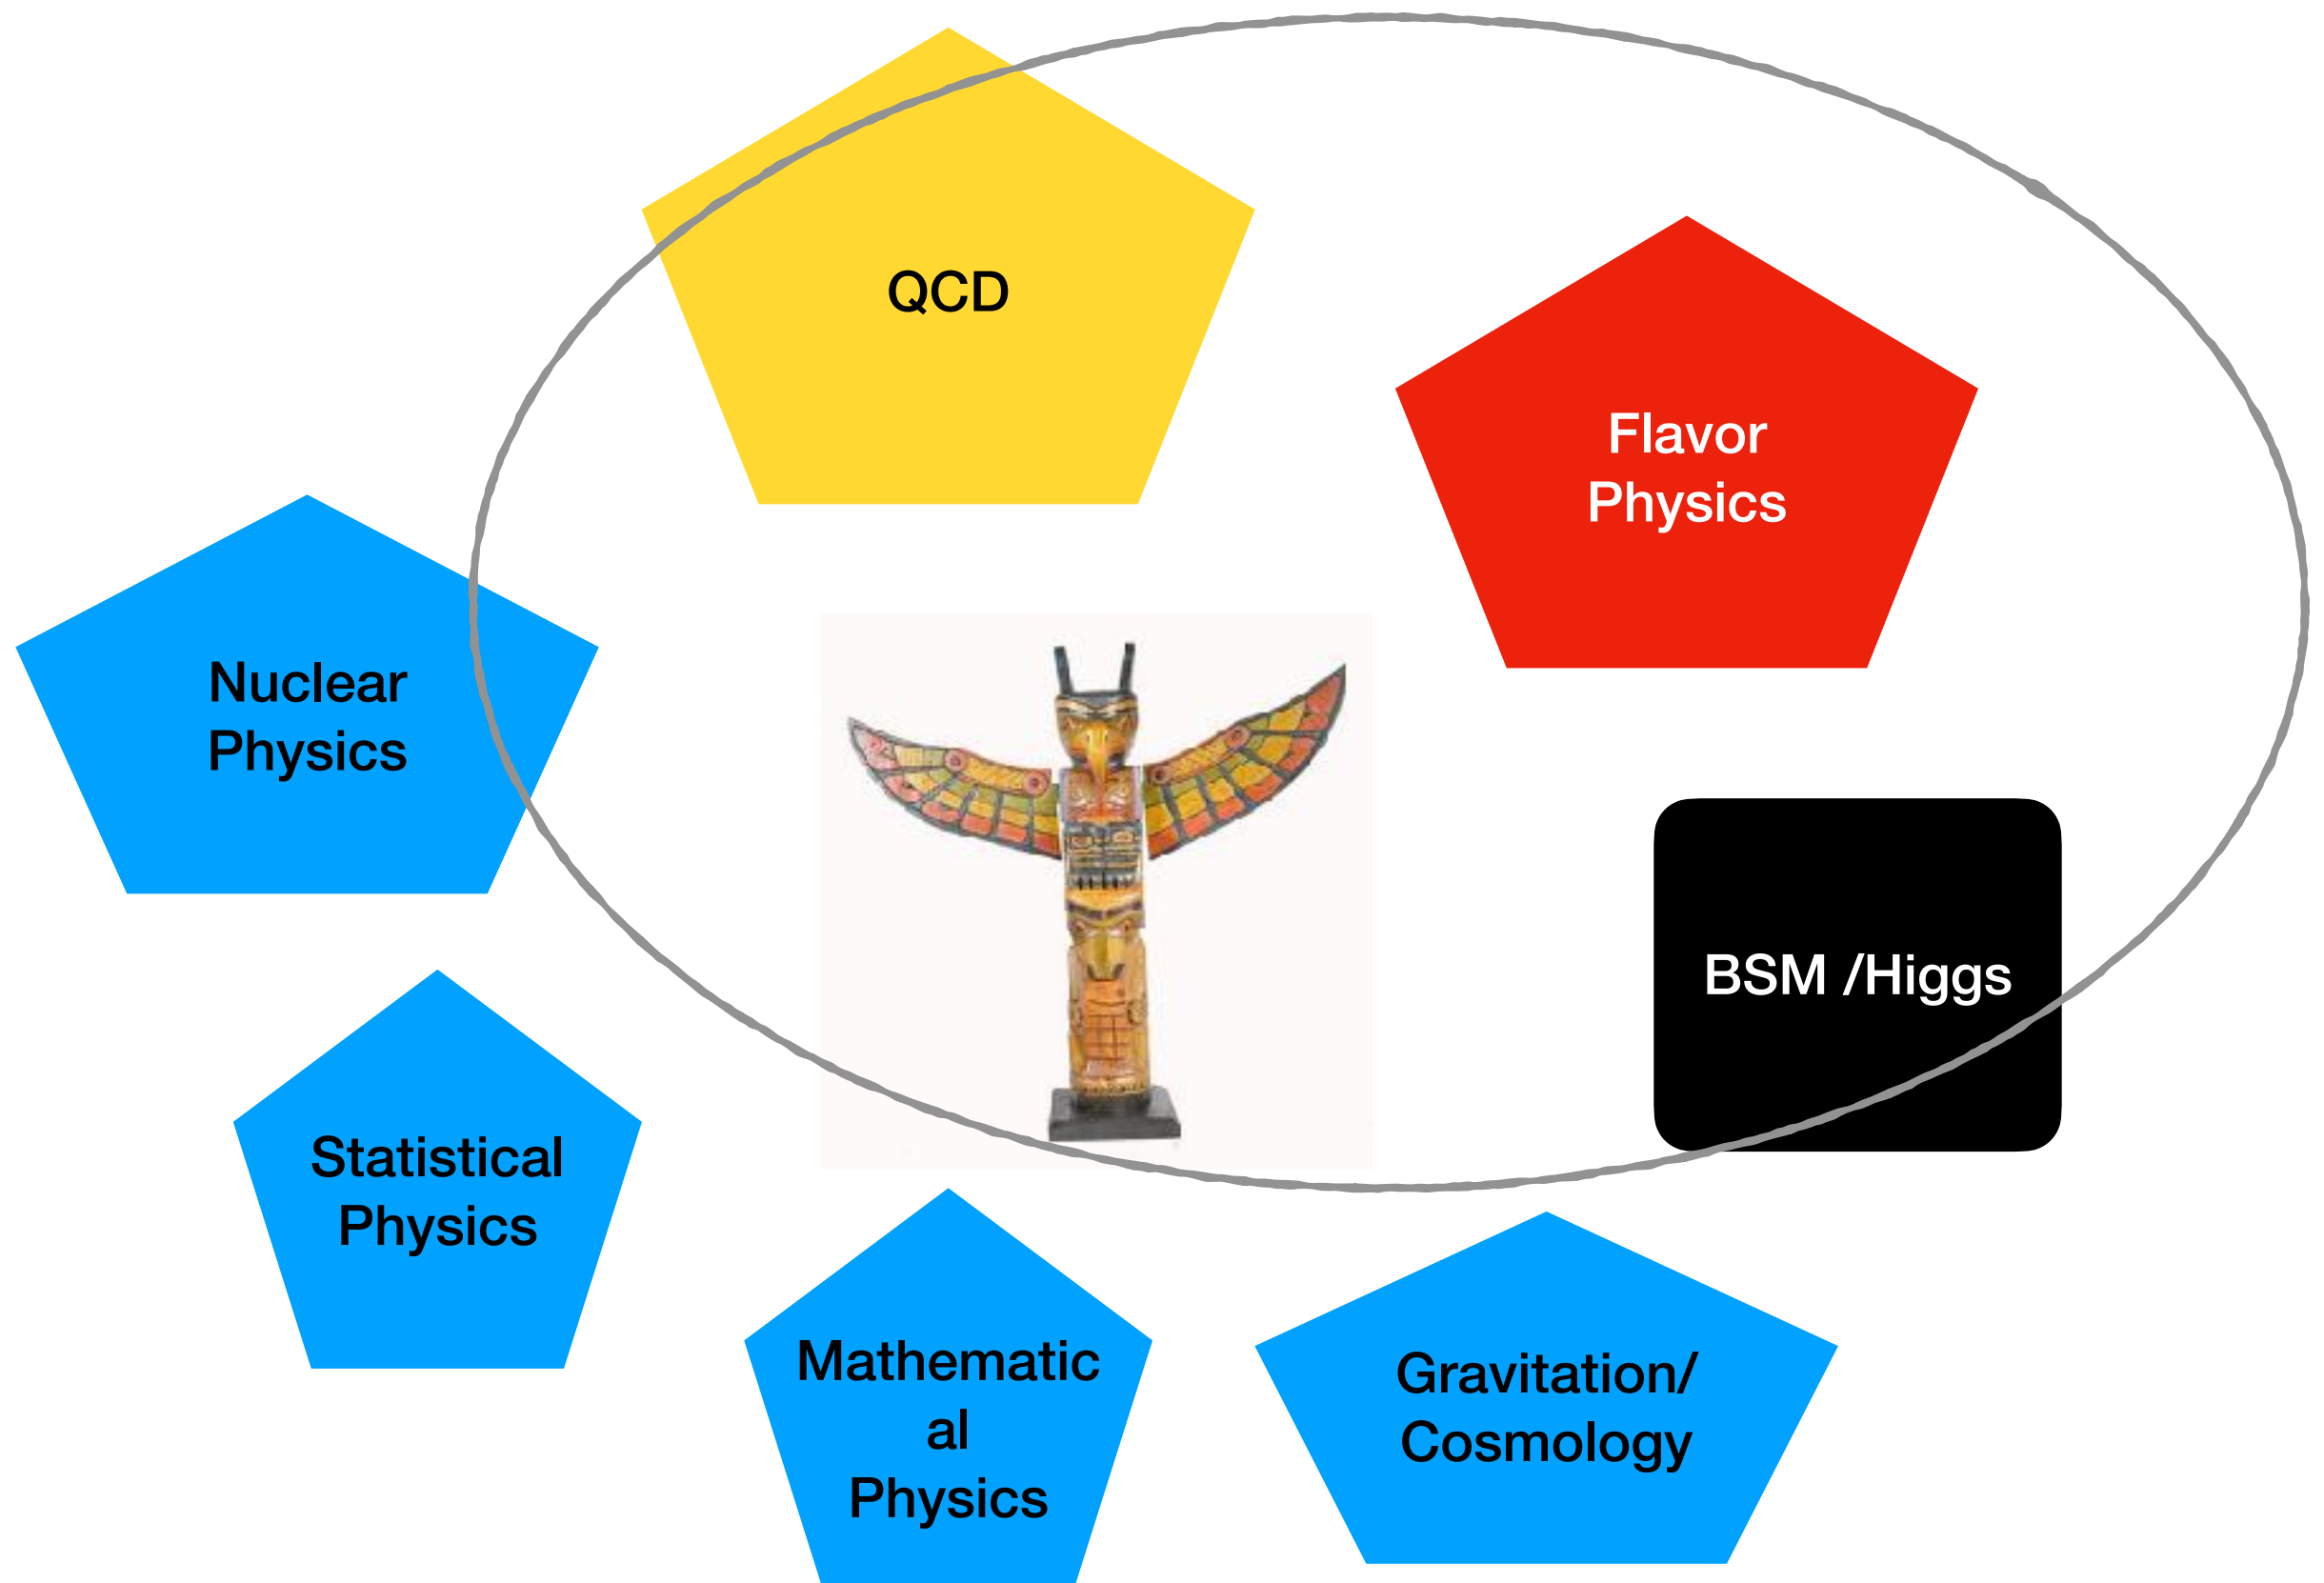 QCD
Flavor
Physics
Nuclear
Physics
BSM /Higgs
Statistical
Physics
Mathematic
al
Physics
Gravitation/
Cosmology